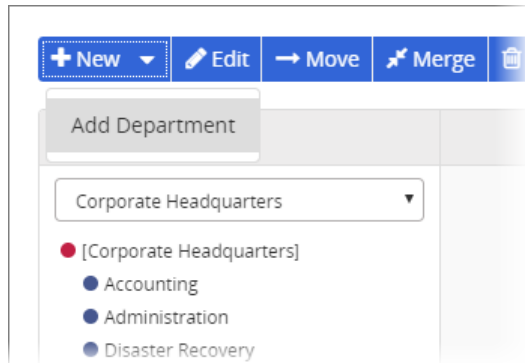 New Edit Move Merge
Add Department
Corporate Headquarters
[Corporate Headquarters]
Accounting
Administration
Disaster Recovery